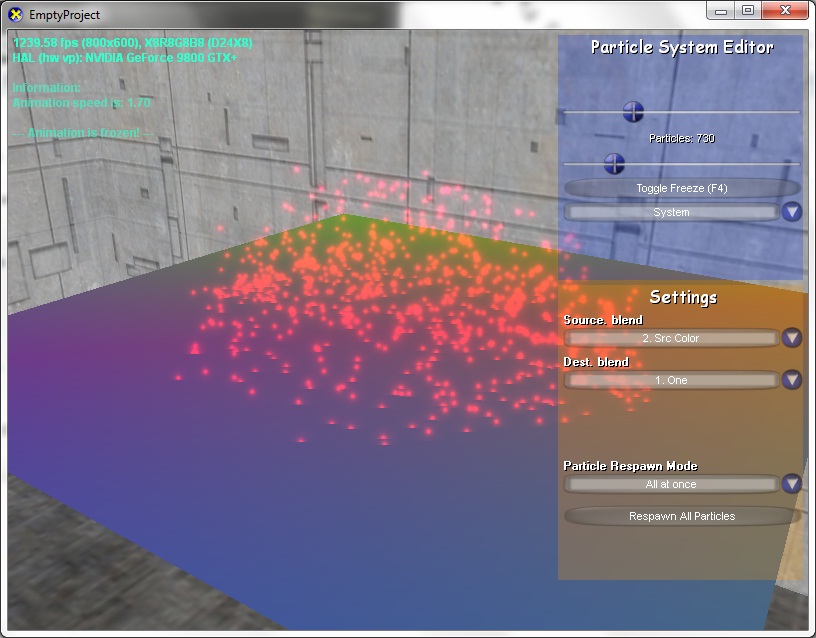 EmptyProject
1239.58 fps (800x600), X8R8G8B8 (D24X8)
HAL (hw vp): NVIDIA GeForce 9800 GTX+
Information:
Animation speed is: 1.70
--- Animation is frozen! ---
Particle System Editor
Particles: 730
Toggle Freeze (F4)
System
Settings
Source. blend
2. Src Color
Dest. blend
1. One
Particle Respawn Mode
All at once
Respawn All Particles